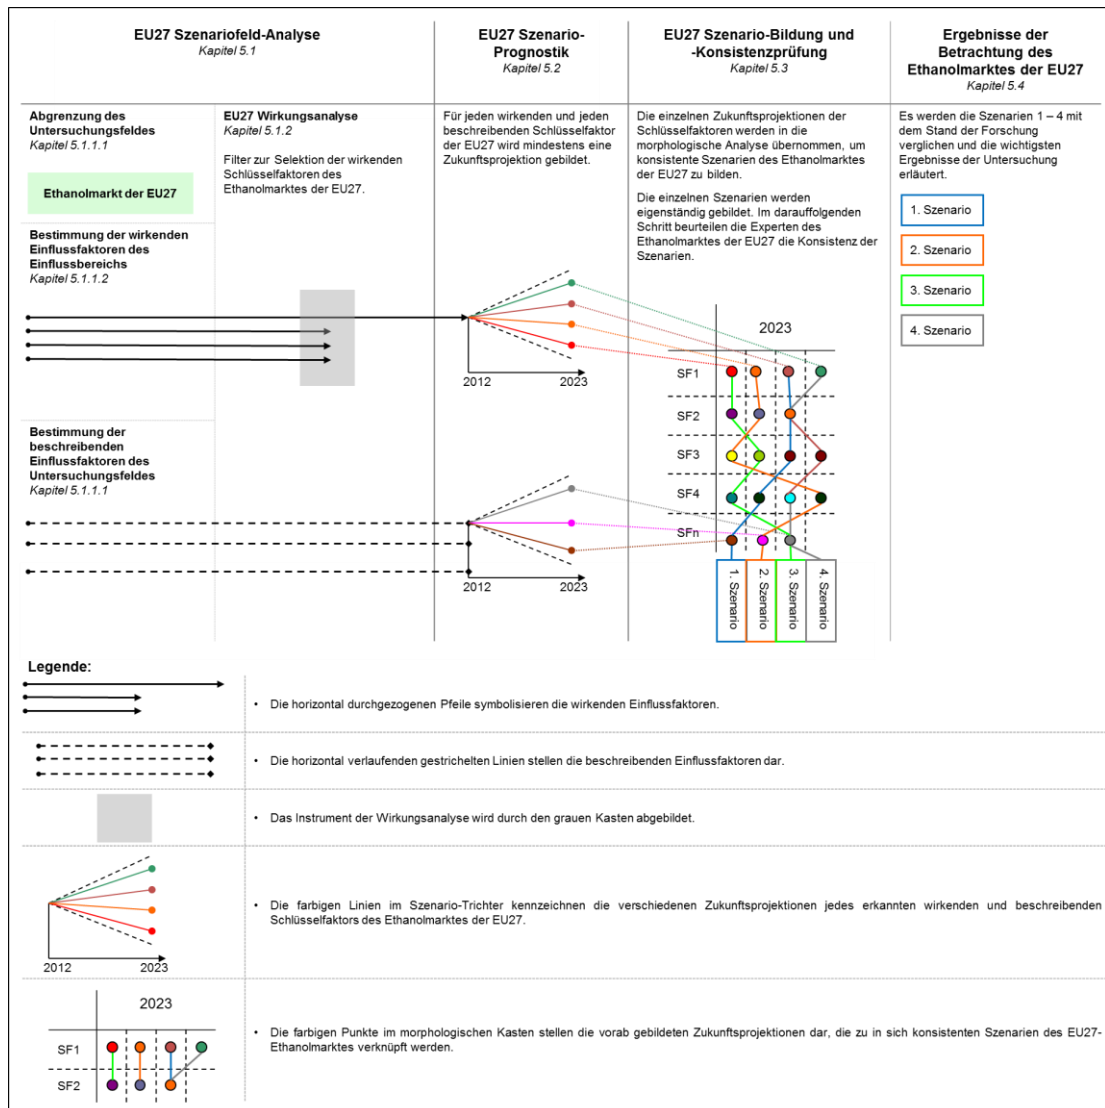 EU27 Szenariofeld-Analyse
Kapitel 5.1
EU27 Szenario-
Prognostik
Kapitel 5.2
EU27 Szenario-Bildung und
-Konsistenzprüfung
Kapitel 5.3
Ergebnisse der
Betrachtung des
Ethanolmarktes der EU27
Kapitel 5.4
Abgrenzung des
Untersuchungsfeldes
Kapitel 5.1.1.1
Ethanolmarkt der EU27
Bestimmung der wirkenden
Einflussfaktoren des
Einflussbereichs
Kapitel 5.1.1.2
Bestimmung der
beschreibenden
Einflussfaktoren des
Untersuchungsfeldes
Kapitel 5.1.1.1
EU27 Wirkungsanalyse
Kapitel 5.1.2
Filter zur Selektion der wirkenden
Schlüsselfaktoren des
Ethanolmarktes der EU27.
Für jeden wirkenden und jeden
beschreibenden Schlüsselfaktor
der EU27 wird mindestens eine
Zukunftsprojektion gebildet.
2012
2023
2012
2023
Die einzelnen Zukunftsprojektionen der
Schlüsselfaktoren werden in die
morphologische Analyse übernommen, um
konsistente Szenarien des Ethanolmarktes
der EU27 zu bilden.
Die einzelnen Szenarien werden
eigenständig gebildet. Im darauffolgenden
Schritt beurteilen die Experten des
Ethanolmarktes der EU27 die Konsistenz der
Szenarien.
2023
SF1
SF2
SF3
SF4
SFn
1. Szenario
2. Szenario
3. Szenario
4. Szenario
Es werden die Szenarien 1 – 4 mit
dem Stand der Forschung
verglichen und die wichtigsten
Ergebnisse der Untersuchung
erläutert.
1. Szenario
2. Szenario
3. Szenario
4. Szenario
Legende:
• Die horizontal durchgezogenen Pfeile symbolisieren die wirkenden Einflussfaktoren.
• Die horizontal verlaufenden gestrichelten Linien stellen die beschreibenden Einflussfaktoren dar.
• Das Instrument der Wirkungsanalyse wird durch den grauen Kasten abgebildet.
2012
2023
• Die farbigen Linien im Szenario-Trichter kennzeichnen die verschiedenen Zukunftsprojektionen jedes erkannten wirkenden und beschreibenden
Schlüsselfaktors des Ethanolmarktes der EU27.
2023
SF1
SF2
• Die farbigen Punkte im morphologischen Kasten stellen die vorab gebildeten Zukunftsprojektionen dar, die zu in sich konsistenten Szenarien des EU27-
Ethanolmarktes verknüpft werden.